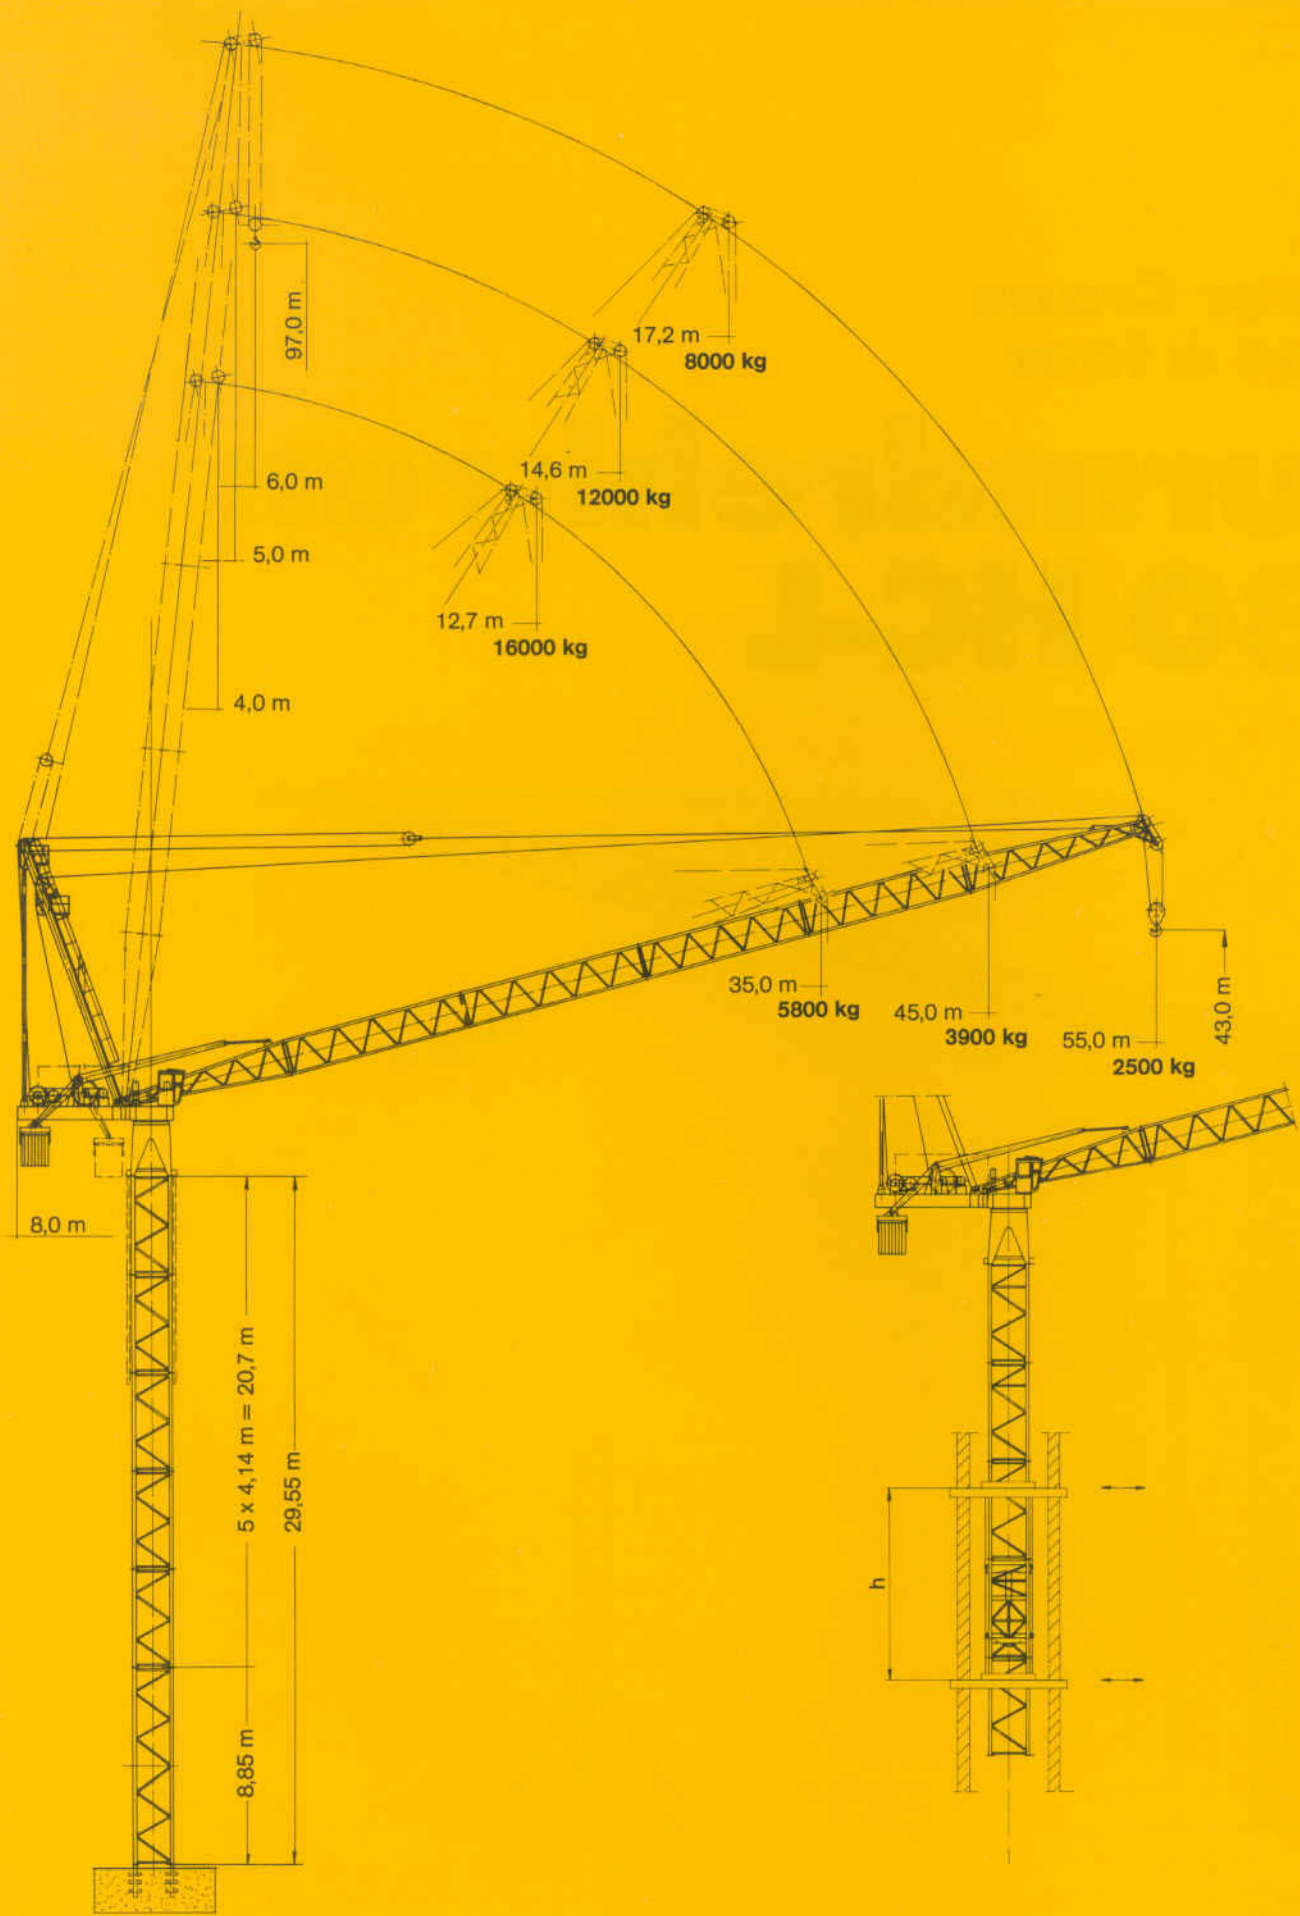 97,0 m
17,2 m
8000 kg
14,6 m
12000 kg
6,0 m
5,0 m
12,7 m
16000 kg
4,0 m
35,0 m
5800 kg
45,0 m
3900 kg
55,0 m
2500 kg
43,0 m
8,0 m
5 x 4,14 m = 20,7 m
29,55 m
8,85 m
h